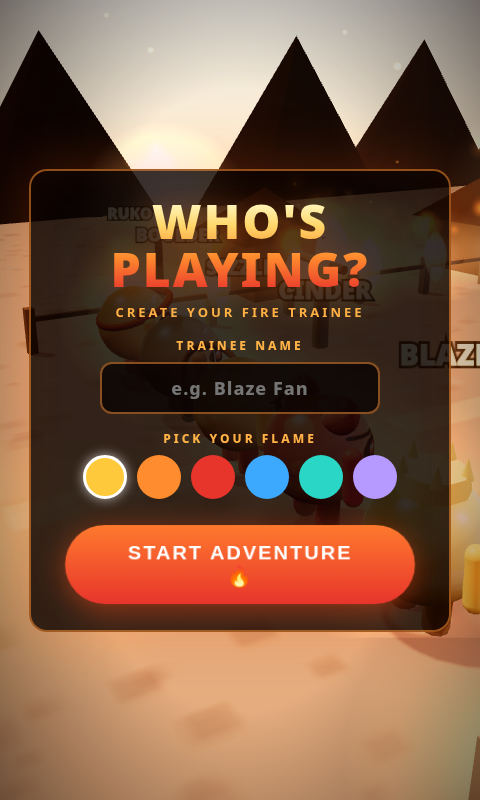 WHO'S
PLAYING?
CINDER
CREATE YOUR FIRE TRAINEE
TRAINEE NAME
e.g. Blaze Fan
PICK YOUR FLAME
START ADVENTURE
🔥